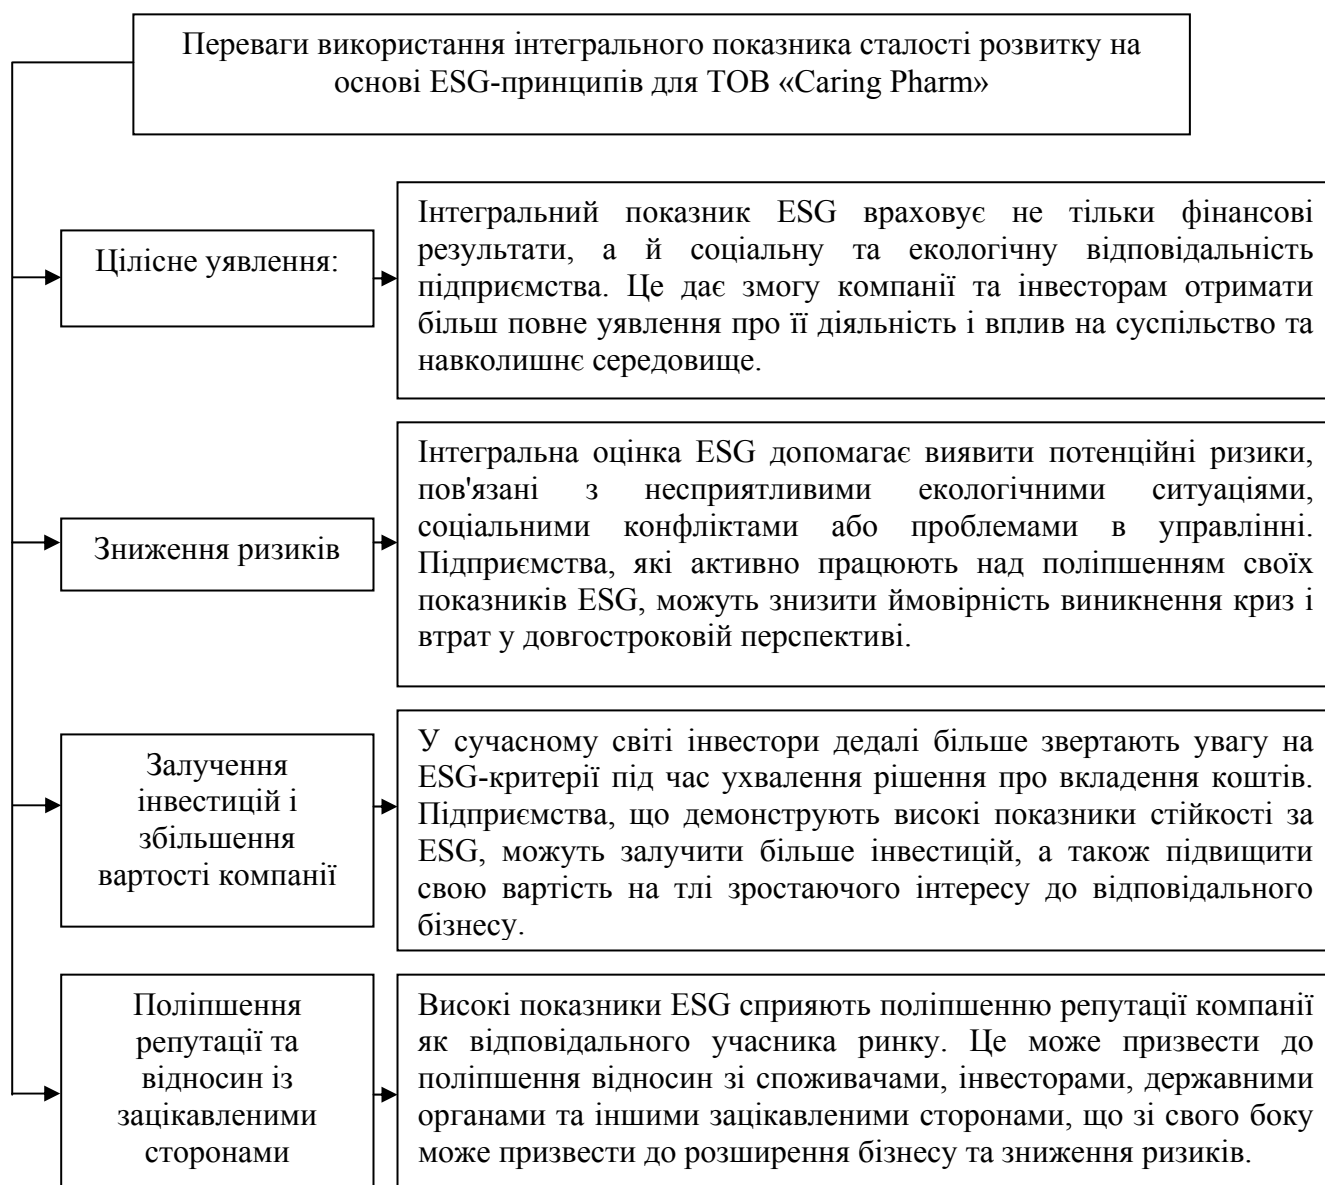 Переваги використання інтегрального показника сталості розвитку на
основі ESG-принципів для ТОВ «Caring Pharm»
Цілісне уявлення:
Інтегральний показник ESG враховує не тільки фінансові
результати, а й соціальну та екологічну відповідальність
підприємства. Це дає змогу компанії та інвесторам отримати
більш повне уявлення про її діяльність і вплив на суспільство та
навколишнє середовище.
Зниження ризиків
Інтегральна оцінка ESG допомагає виявити потенційні ризики,
пов'язані з несприятливими екологічними ситуаціями,
соціальними конфліктами або проблемами в управлінні.
Підприємства, які активно працюють над поліпшенням своїх
показників ESG, можуть знизити ймовірність виникнення криз і
втрат у довгостроковій перспективі.
Залучення
інвестицій і
збільшення
вартості компанії
У сучасному світі інвестори дедалі більше звертають увагу на
ESG-критерії під час ухвалення рішення про вкладення коштів.
Підприємства, що демонструють високі показники стійкості за
ESG, можуть залучити більше інвестицій, а також підвищити
свою вартість на тлі зростаючого інтересу до відповідального
бізнесу.
Поліпшення
репутації та
відносин із
зацікавленими
сторонами
Високі показники ESG сприяють поліпшенню репутації компанії
як відповідального учасника ринку. Це може призвести до
поліпшення відносин зі споживачами, інвесторами, державними
органами та іншими зацікавленими сторонами, що зі свого боку
може призвести до розширення бізнесу та зниження ризиків.